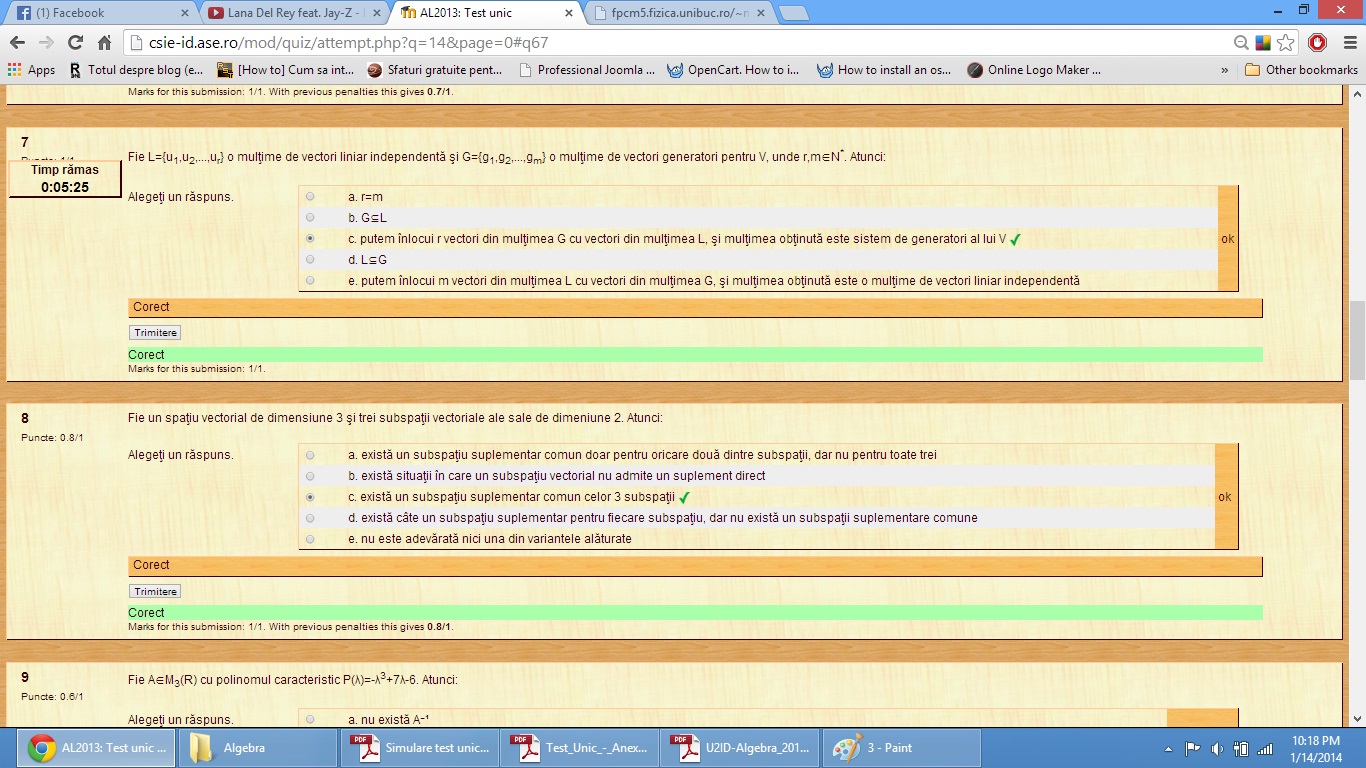 (1) Facebook
Lana Del Rey feat. Jay-Z -
AL2013: Test unic
fpcm5.fizica.unibuc.ro/~n
csie-id.ase.ro/mod/quiz/attempt.php?q=14&page=0#q67
Apps
Totul despre blog (e...
[How to] Cum sa int...
Sfaturi gratuite pent...
Professional Joomla ...
OpenCart. How to i...
How to install an os...
Online Logo Maker ...
»
Other bookmarks
Marks for this submission: 1/1. With previous penalties this gives 0.7/1.
7
Timp rămas
0:05:25
Fie L={u1,u2,...,ur} o mulţime de vectori liniar independentă şi G={g1,g2,...,gm} o mulţime de vectori generatori pentru V, unde r,m∈N*. Atunci:
Alegeţi un răspuns.
a. r=m
b. G⊆L
c. putem înlocui r vectori din mulţimea G cu vectori din mulţimea L, şi mulţimea obţinută este sistem de generatori al lui V
d. L⊆G
e. putem înlocui m vectori din mulţimea L cu vectori din mulţimea G, şi mulţimea obţinută este o mulţime de vectori liniar independentă
ok
Corect
Trimitere
Corect
Marks for this submission: 1/1.
8
Puncte: 0.8/1
Fie un spaţiu vectorial de dimensiune 3 şi trei subspaţii vectoriale ale sale de dimeniune 2. Atunci:
Alegeţi un răspuns.
a. există un subspaţiu suplementar comun doar pentru oricare două dintre subspaţii, dar nu pentru toate trei
b. există situaţii în care un subspaţiu vectorial nu admite un suplement direct
c. există un subspaţiu suplementar comun celor 3 subspaţii
d. există câte un subspaţiu suplementar pentru fiecare subspaţiu, dar nu există un subspaţii suplementare comune
e. nu este adevărată nici una din variantele alăturate
ok
Corect
Trimitere
Corect
Marks for this submission: 1/1. With previous penalties this gives 0.8/1.
9
Puncte: 0.6/1
Fie A∈M3(R) cu polinomul caracteristic P(λ)=-λ³+7λ-6. Atunci:
Alegeţi un răspuns.
a. nu există A⁻¹
AL2013: Test unic ...
Algebra
Simulare test unic...
Test_Unic_-_Anex...
U2ID-Algebra_201...
3 - Paint
10:18 PM
1/14/2014